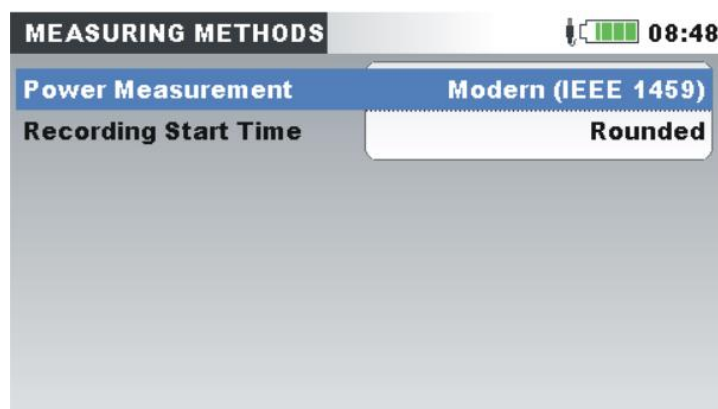 MEASURING METHODS 08:48
Power Measurement Modern (IEEE 1459)
Recording Start Time Rounded